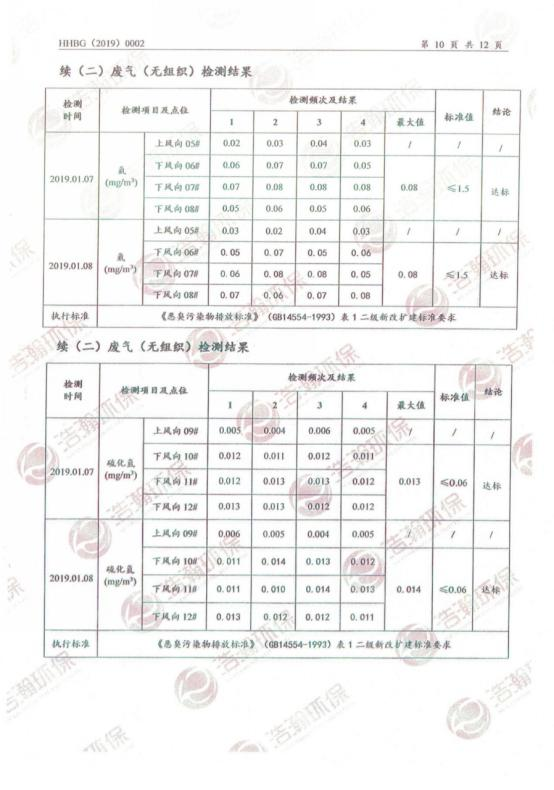 HHBG（2019）0002 第 10 页 共 12 页
续（二）废气（无组织）检测结果
检测时间 检测项目及点位 检测频次及结果 标准值 结论
1 2 3 4 最大值
2019.01.07 氨(mg/m³) 上风向 05# 0.02 0.03 0.04 0.03 / / /
下风向 06# 0.06 0.07 0.07 0.05 0.08 ≤1.5 达标
下风向 07# 0.07 0.08 0.08 0.08
下风向 08# 0.05 0.06 0.05 0.06
2019.01.08 氨(mg/m³) 上风向 05# 0.03 0.02 0.04 0.03 / / /
下风向 06# 0.05 0.07 0.05 0.06 0.08 ≤1.5 达标
下风向 07# 0.06 0.08 0.08 0.05
下风向 08# 0.07 0.06 0.07 0.08
执行标准 《恶臭污染物排放标准》（GB14554-1993）表 1 二级新改扩建标准要求
续（二）废气（无组织）检测结果
检测时间 检测项目及点位 检测频次及结果 标准值 结论
1 2 3 4 最大值
2019.01.07 硫化氢(mg/m³) 上风向 09# 0.005 0.004 0.006 0.005 / / /
下风向 10# 0.012 0.011 0.012 0.011 0.013 ≤0.06 达标
下风向 11# 0.012 0.013 0.013 0.012
下风向 12# 0.013 0.013 0.012 0.012
2019.01.08 硫化氢(mg/m³) 上风向 09# 0.006 0.005 0.004 0.005 / / /
下风向 10# 0.011 0.014 0.013 0.012 0.014 ≤0.06 达标
下风向 11# 0.011 0.010 0.014 0.013
下风向 12# 0.013 0.012 0.012 0.011
执行标准 《恶臭污染物排放标准》（GB14554-1993）表 1 二级新改扩建标准要求
浩瀚环保